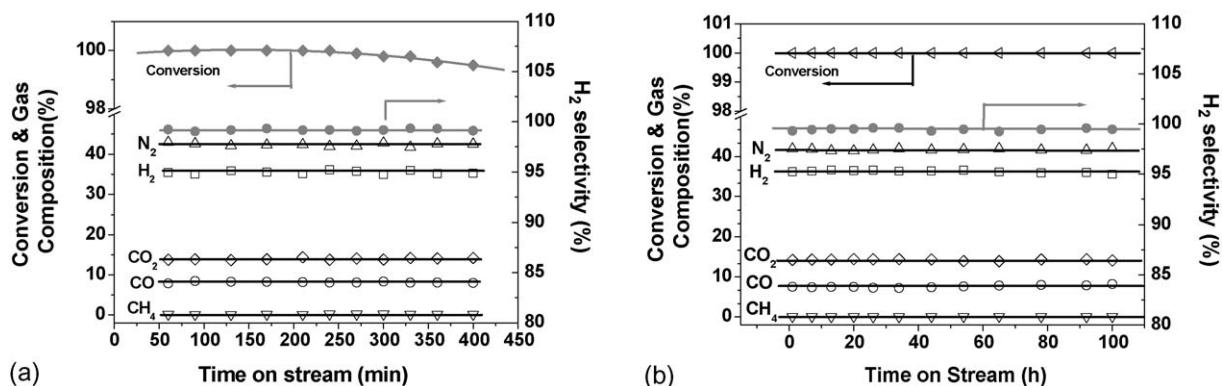 110
100
105
Conversion
98
100
40
N₂
30
H₂
95
20
90
CO₂
10
CO
85
0
CH₄
80
0 50 100 150 200 250 300 350 400 450
Conversion & Gas
Composition(%)
H₂ selectivity (%)
(a)
Time on stream (min)
101
110
100
99
105
Conversion
98
100
40
N₂
30
H₂
95
20
90
CO₂
10
CO
85
0
CH₄
80
0 20 40 60 80 100
Conversion & Gas
Composition(%)
H₂ selectivity (%)
(b)
Time on Stream (h)